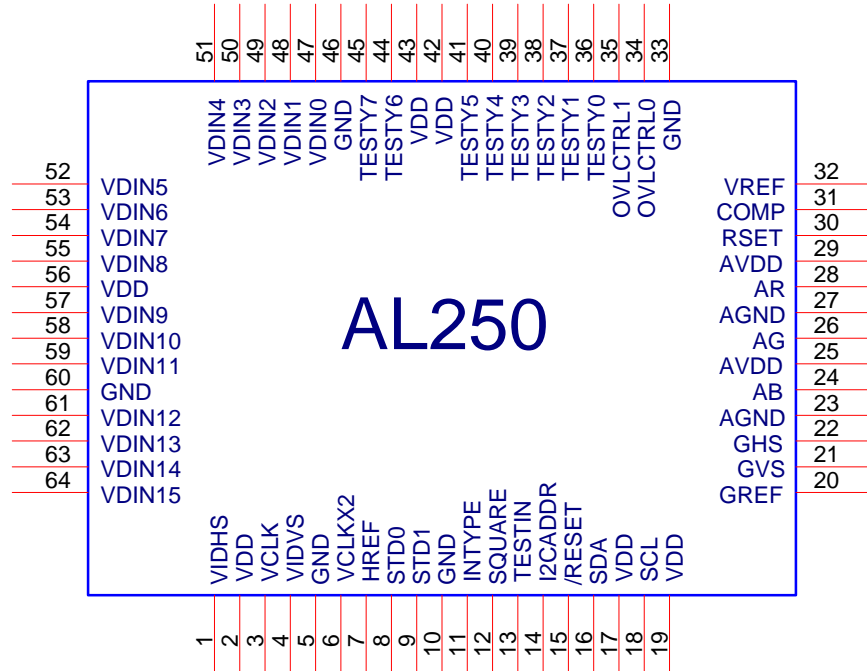 51 50 49 48 47 46 45 44 43 42 41 40 39 38 37 36 35 34 33
VDIN4 VDIN3 VDIN2 VDIN1 VDIN0 GND TESTY7 TESTY6 VDD VDD TESTY5 TESTY4 TESTY3 TESTY2 TESTY1 TESTY0 OVLCTRL1 OVLCTRL0 GND
52 VDIN5
53 VDIN6
54 VDIN7
55 VDIN8
56 VDD
57 VDIN9
58 VDIN10
59 VDIN11
60 GND
61 VDIN12
62 VDIN13
63 VDIN14
64 VDIN15
AL250
VREF 32
COMP 31
RSET 30
AVDD 29
AR 28
AGND 27
AG 26
AVDD 25
AB 24
AGND 23
GHS 22
GVS 21
GREF 20
VIDHS VDD VCLK VIDVS GND VCLKX2 HREF STD0 STD1 GND INTYPE SQUARE TESTIN I2CADDR /RESET SDA VDD SCL VDD
1 2 3 4 5 6 7 8 9 10 11 12 13 14 15 16 17 18 19